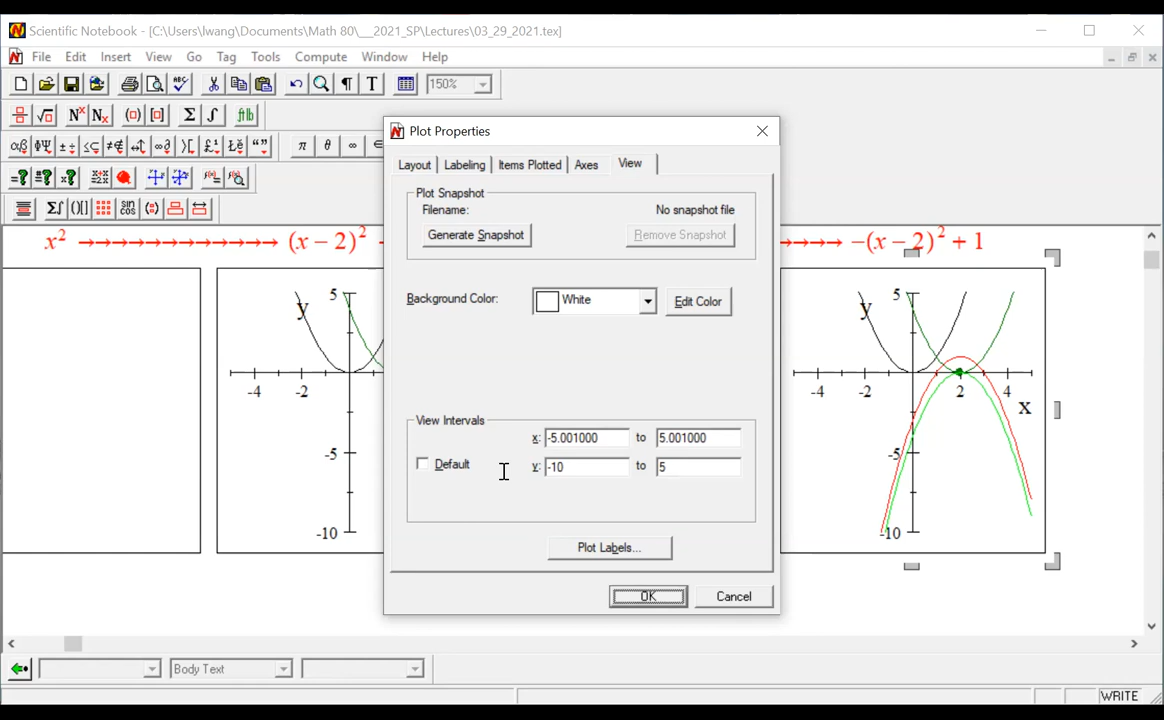 Scientific Notebook - [C:\Users\lwang\Documents\Math 80\__2021_SP\Lectures\03_29_2021.tex]
File Edit Insert View Go Tag Tools Compute Window Help
150%
Plot Properties
Layout Labeling Items Plotted Axes View
Plot Snapshot
Filename: No snapshot file
Generate Snapshot Remove Snapshot
Background Color: White Edit Color
View Intervals
x: -5.001000 to 5.001000
Default y: -10 to 5
Plot Labels...
OK Cancel
x² →→→→→→→→→→→→ (x − 2)² → →→→→ −(x − 2)² + 1
y 5
-4 -2
-5
-10
y 5
-4 -2 2 4
x
-5
-10
Body Text
WRITE